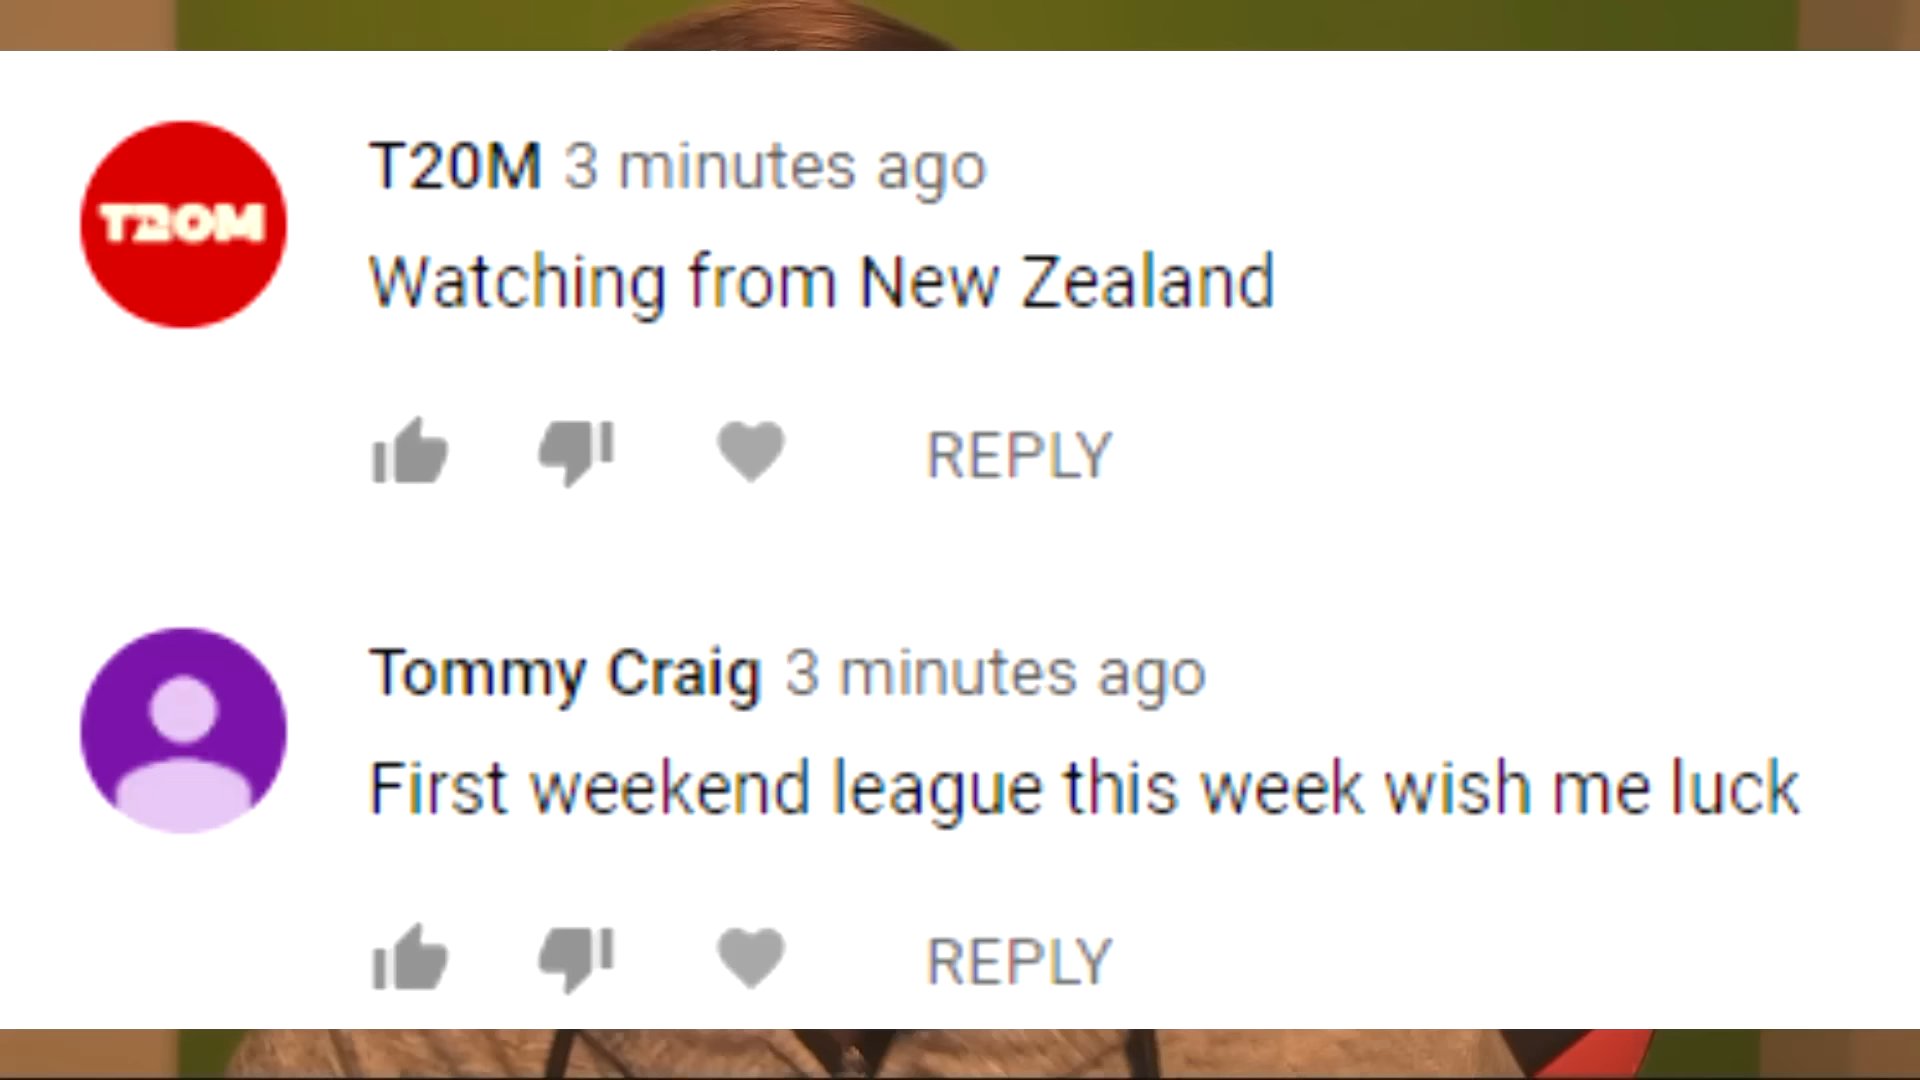 T20M
T20M 3 minutes ago
Watching from New Zealand
REPLY
Tommy Craig 3 minutes ago
First weekend league this week wish me luck
REPLY